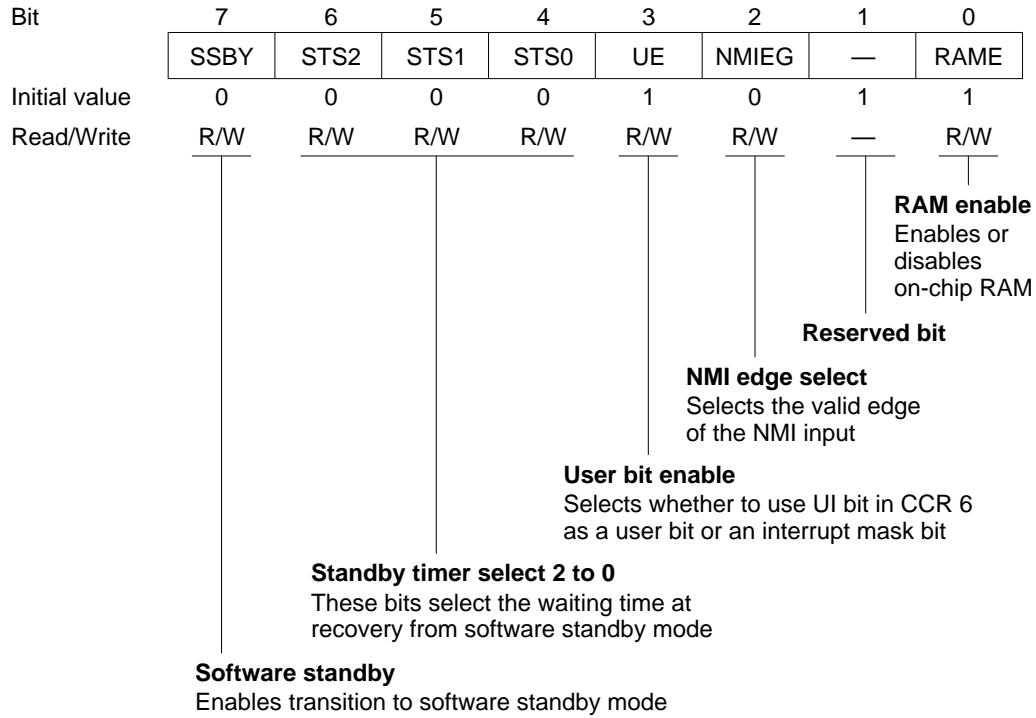 Bit 7 6 5 4 3 2 1 0
SSBY STS2 STS1 STS0 UE NMIEG — RAME
Initial value 0 0 0 0 1 0 1 1
Read/Write R/W R/W R/W R/W R/W R/W — R/W
RAM enable
Enables or
disables
on-chip RAM
Reserved bit
NMI edge select
Selects the valid edge
of the NMI input
User bit enable
Selects whether to use UI bit in CCR 6
as a user bit or an interrupt mask bit
Standby timer select 2 to 0
These bits select the waiting time at
recovery from software standby mode
Software standby
Enables transition to software standby mode